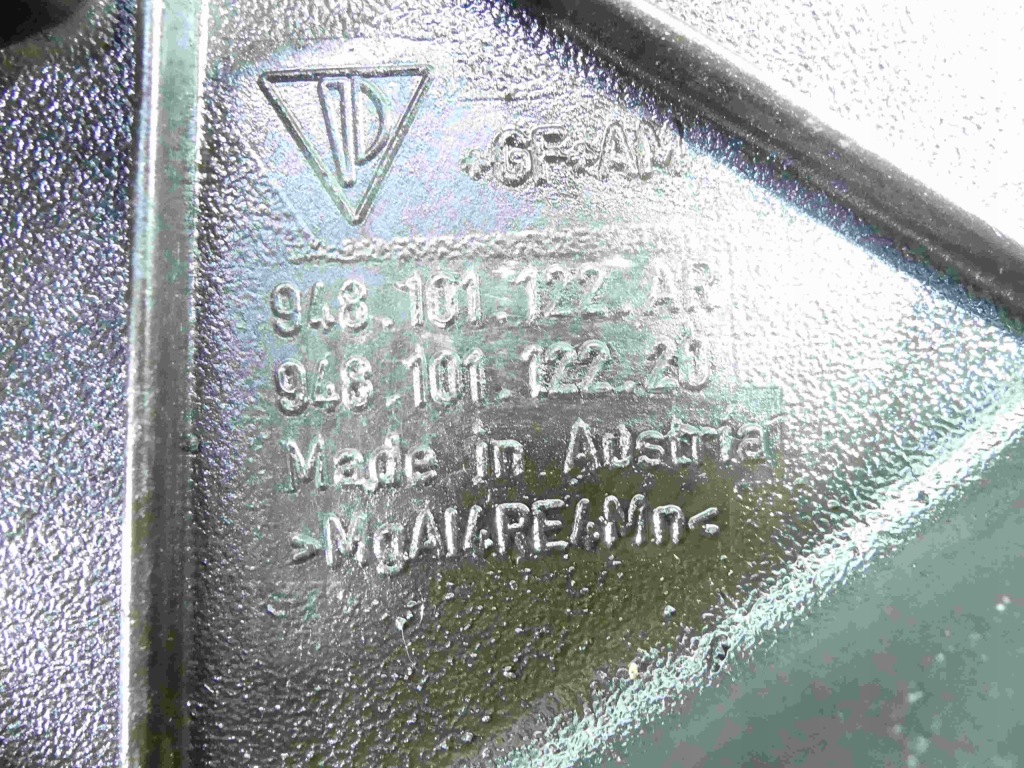 +GF+AM
948.101.122.AR
948.101.122.20
Made in Austria
>MgAl4RE4Mn<